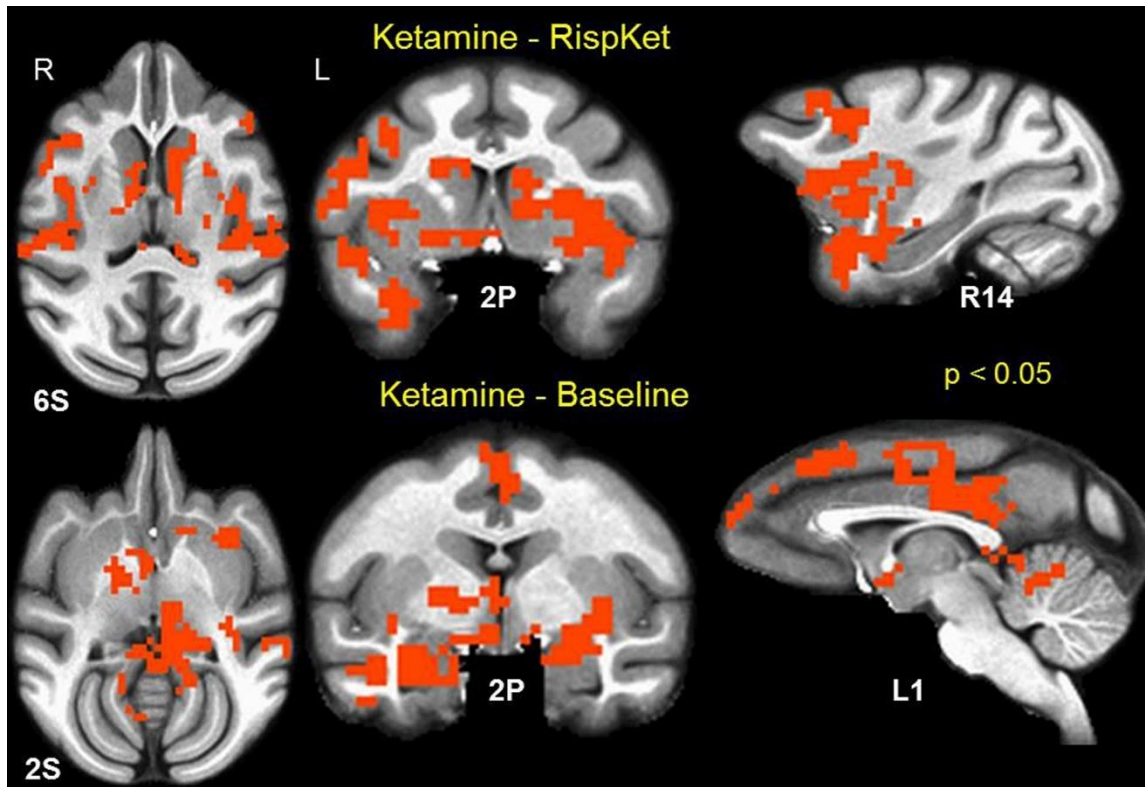 Ketamine - RispKet
R
L
2P
R14
6S
p < 0.05
Ketamine - Baseline
2P
L1
2S